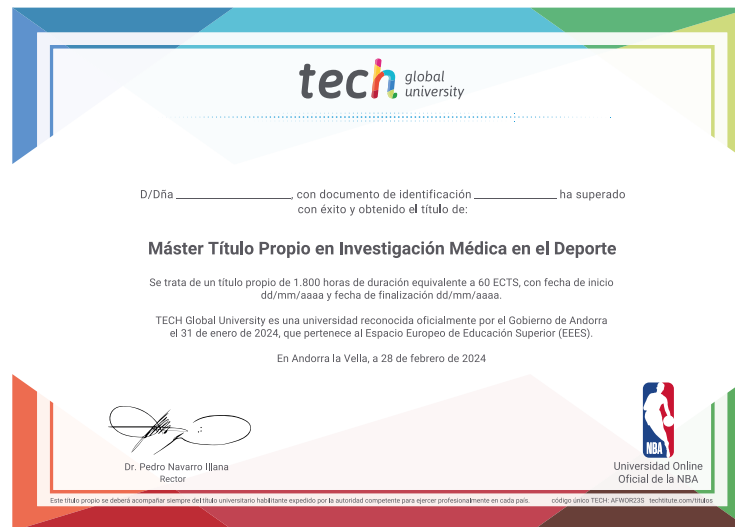 tech global university
D/Dña ________________, con documento de identificación ____________ ha superado
con éxito y obtenido el título de:
Máster Título Propio en Investigación Médica en el Deporte
Se trata de un título propio de 1.800 horas de duración equivalente a 60 ECTS, con fecha de inicio
dd/mm/aaaa y fecha de finalización dd/mm/aaaa.
TECH Global University es una universidad reconocida oficialmente por el Gobierno de Andorra
el 31 de enero de 2024, que pertenece al Espacio Europeo de Educación Superior (EEES).
En Andorra la Vella, a 28 de febrero de 2024
Dr. Pedro Navarro Illana
Rector
NBA
Universidad Online
Oficial de la NBA
Este título propio se deberá acompañar siempre del título universitario habilitante expedido por la autoridad competente para ejercer profesionalmente en cada país. código único TECH: AFWOR23S techtitute.com/titulos